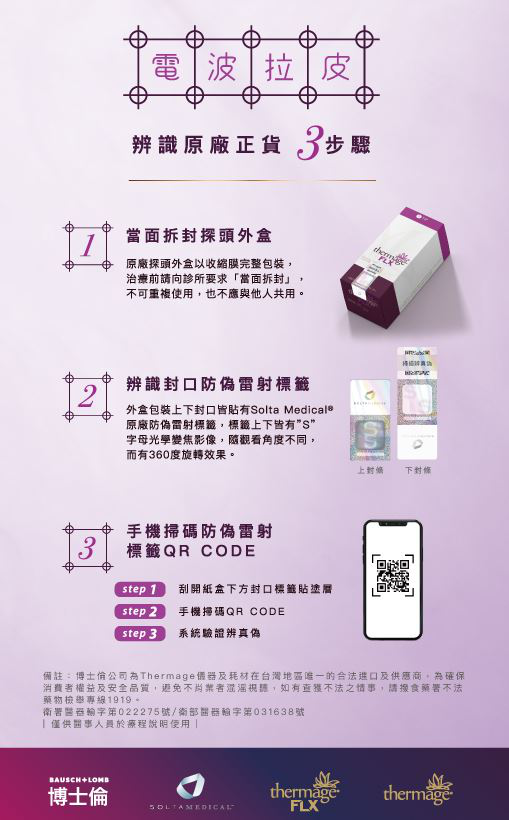 電波拉皮
辨識原廠正貨 3步驟
1
當面拆封探頭外盒
原廠探頭外盒以收縮膜完整包裝，
治療前請向診所要求「當面拆封」，
不可重複使用，也不應與他人共用。
thermage
FLX
2
辨識封口防偽雷射標籤
外盒包裝上下封口皆貼有Solta Medical®
原廠防偽雷射標籤，標籤上下皆有”S”
字母光學變焦影像，隨觀看角度不同，
而有360度旋轉效果。
掃描辨真偽
上封條
下封條
3
手機掃碼防偽雷射
標籤QR CODE
step 1 刮開紙盒下方封口標籤貼塗層
step 2 手機掃碼QR CODE
step 3 系統驗證辨真偽
備註：博士倫公司為Thermage儀器及耗材在台灣地區唯一的合法進口及供應商，為確保
消費者權益及安全品質，避免不肖業者混淆視聽，如有查獲不法之情事，請撥食藥署不法
藥物檢舉專線1919。
衛署醫器輸字第022275號/衛部醫器輸字第031638號
| 僅供醫事人員於療程說明使用 |
BAUSCH+LOMB
博士倫
SOLTAMEDICAL™
thermage
FLX
thermage